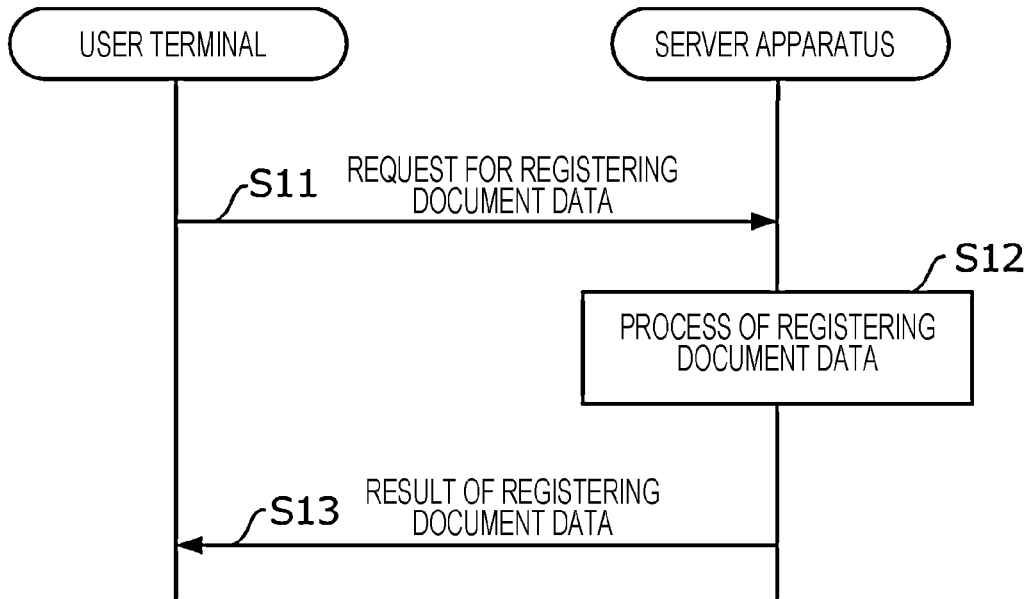 USER TERMINAL
SERVER APPARATUS
S11
REQUEST FOR REGISTERING
DOCUMENT DATA
S12
PROCESS OF REGISTERING
DOCUMENT DATA
S13
RESULT OF REGISTERING
DOCUMENT DATA